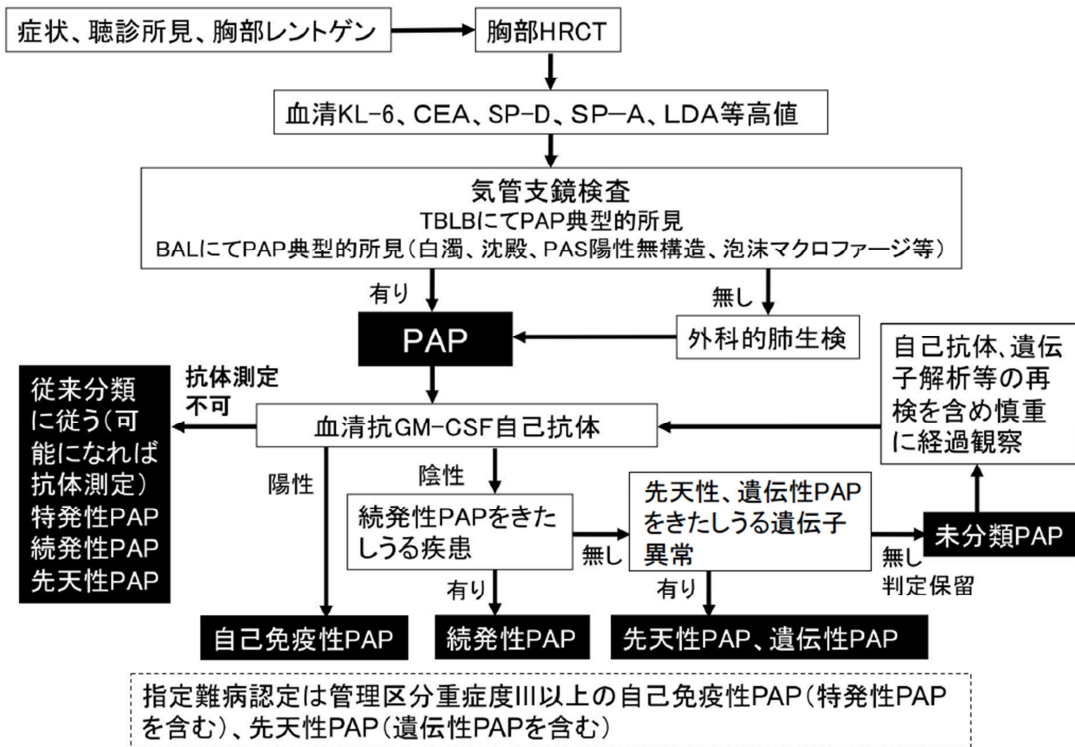 症状、聴診所見、胸部レントゲン
胸部HRCT
血清KL-6、CEA、SP-D、SP-A、LDA等高値
気管支鏡検査
TBLBにてPAP典型的所見
BALにてPAP典型的所見(白濁、沈殿、PAS陽性無構造、泡沫マクロファージ等)
有り
無し
PAP
外科的肺生検
自己抗体、遺伝
子解析等の再
検を含め慎重
に経過観察
抗体測定
不可
従来分類
に従う(可
能になれば
抗体測定)
特発性PAP
続発性PAP
先天性PAP
血清抗GM-CSF自己抗体
陽性
陰性
続発性PAPをきた
しうる疾患
無し
先天性、遺伝性PAP
をきたしうる遺伝子
異常
無し
判定保留
未分類PAP
有り
有り
自己免疫性PAP
続発性PAP
先天性PAP、遺伝性PAP
指定難病認定は管理区分重症度III以上の自己免疫性PAP(特発性PAP
を含む)、先天性PAP(遺伝性PAPを含む)